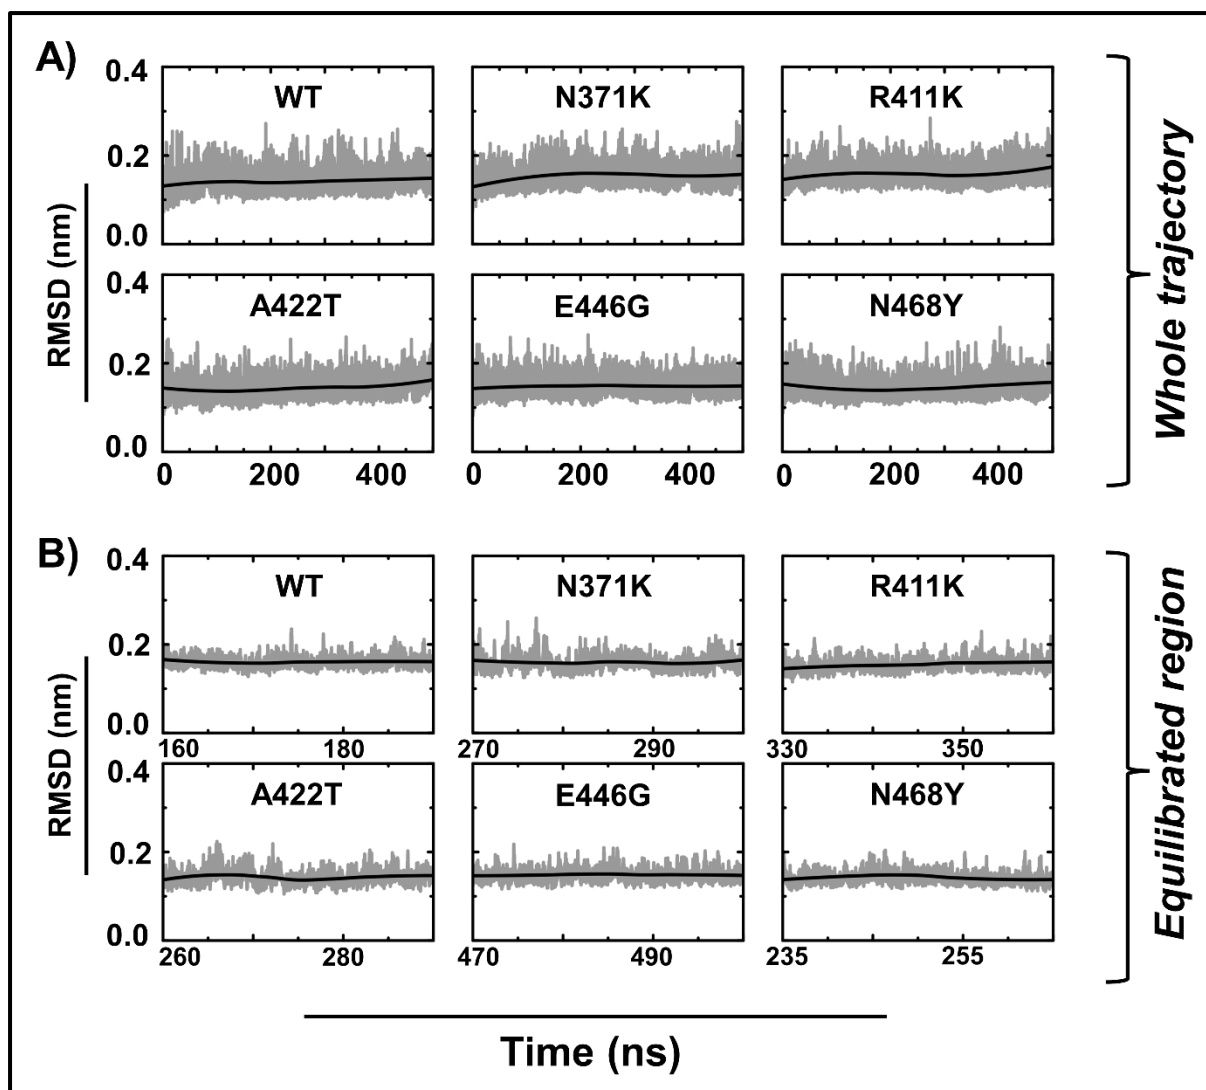 A)
0.4
0.2
0.0
WT
N371K
R411K
0.4
0.2
0.0
A422T
E446G
N468Y
0 200 400
0 200 400
0 200 400
RMSD (nm)
Whole trajectory
B)
0.4
0.2
0.0
WT
N371K
R411K
160 180
270 290
330 350
0.4
0.2
0.0
A422T
E446G
N468Y
260 280
470 490
235 255
RMSD (nm)
Equilibrated region
Time (ns)